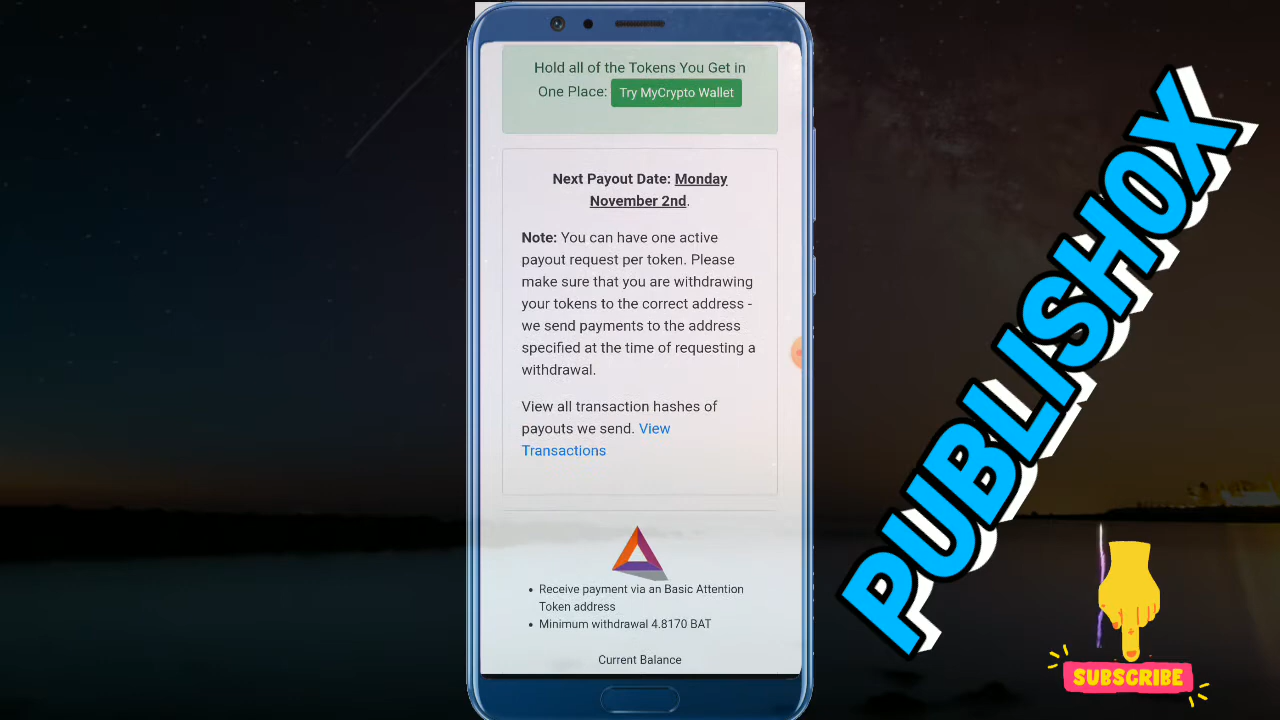 Hold all of the Tokens You Get in
One Place: Try MyCrypto Wallet
Next Payout Date: Monday
November 2nd.
Note: You can have one active
payout request per token. Please
make sure that you are withdrawing
your tokens to the correct address -
we send payments to the address
specified at the time of requesting a
withdrawal.
View all transaction hashes of
payouts we send. View
Transactions
• Receive payment via an Basic Attention
Token address
• Minimum withdrawal 4.8170 BAT
Current Balance
PUBLISH0X
SUBSCRIBE